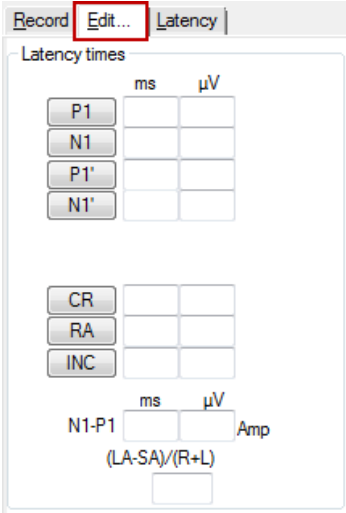 Record Edit... Latency
Latency times
ms µV
P1
N1
P1'
N1'
CR
RA
INC
ms µV
N1-P1 Amp
(LA-SA)/(R+L)